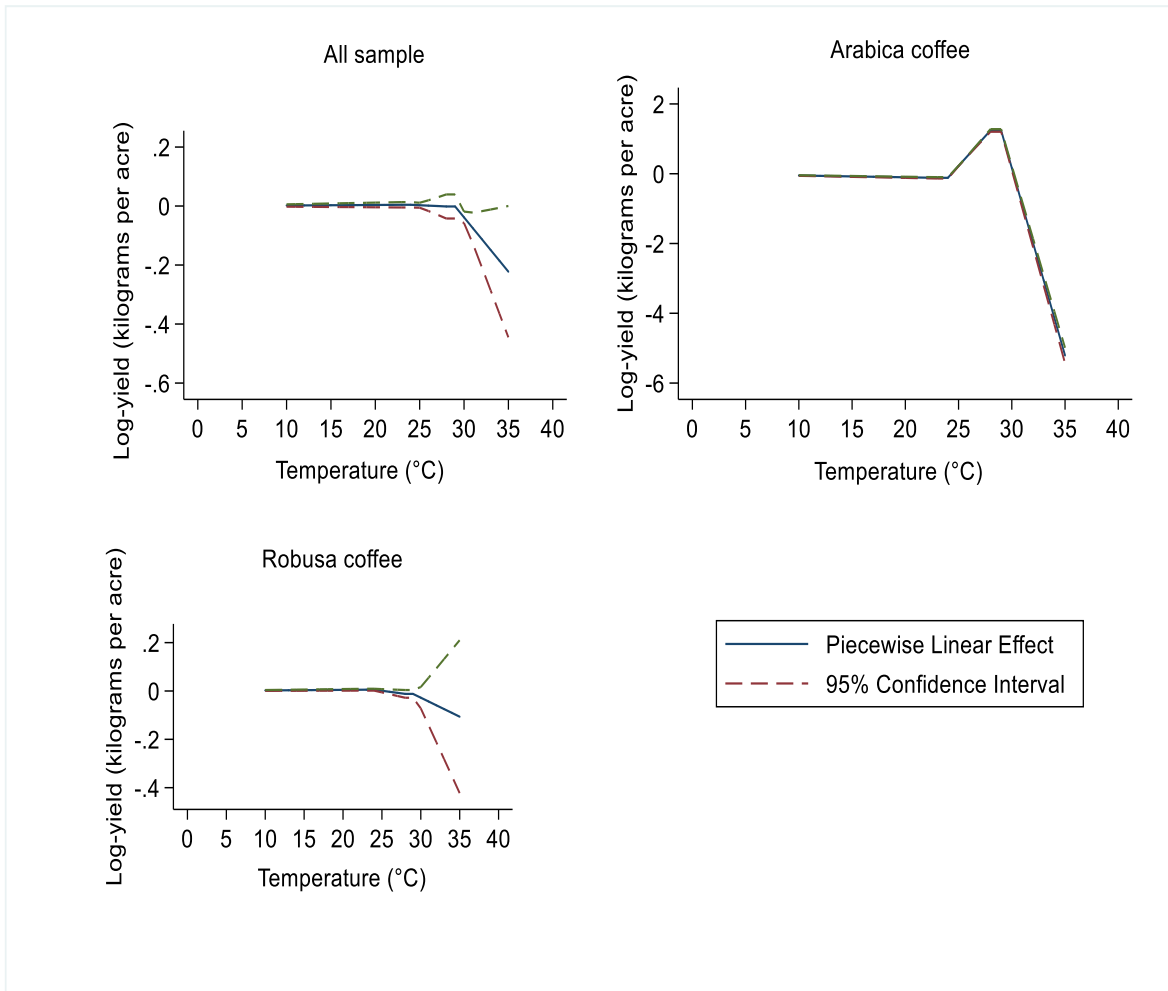 All sample
Log-yield (kilograms per acre)
.2
0
-.2
-.4
-.6
0 5 10 15 20 25 30 35 40
Temperature (°C)
Arabica coffee
Log-yield (kilograms per acre)
2
0
-2
-4
-6
0 5 10 15 20 25 30 35 40
Temperature (°C)
Robusa coffee
Log-yield (kilograms per acre)
.2
0
-.2
-.4
0 5 10 15 20 25 30 35 40
Temperature (°C)
Piecewise Linear Effect
95% Confidence Interval